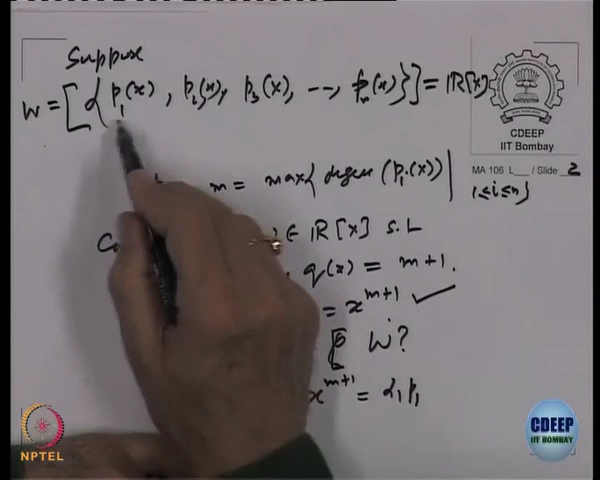 Suppose
W = [ { p₁(x), p₂(x), p₃(x), --, pₙ(x) } ] = ℝ[x]
m = max { degree (pᵢ(x)) | 1≤i≤n }
∈ ℝ[x] s.t
q(x) = m+1.
= x^{m+1} ✓
W?
x^{m+1} = α₁p₁
CDEEP
IIT Bombay
MA 106 L___ / Slide 2
NPTEL
CDEEP
IIT BOMBAY